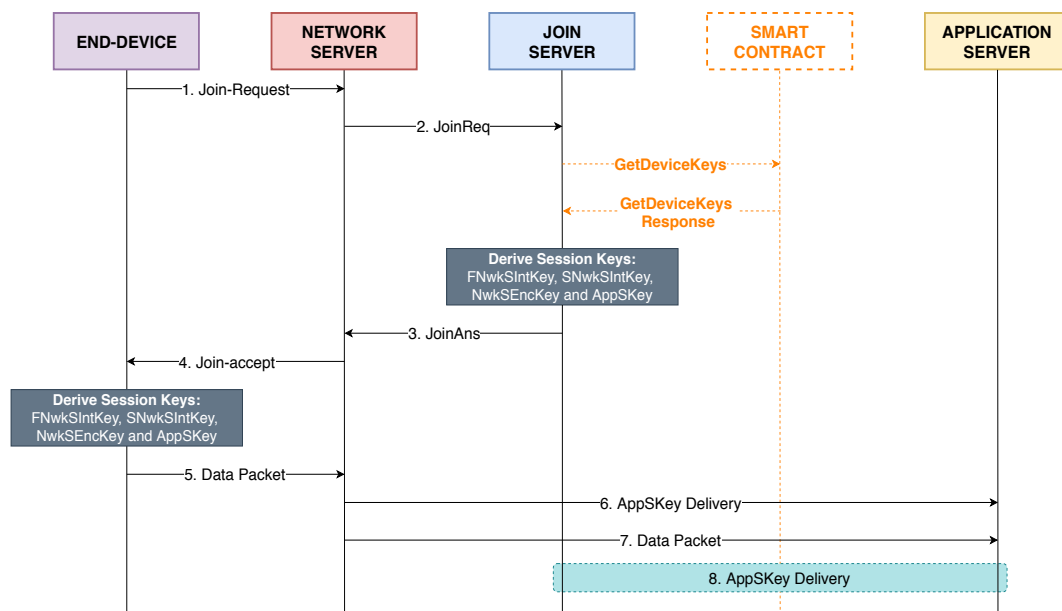 END-DEVICE
NETWORK
SERVER
JOIN
SERVER
SMART
CONTRACT
APPLICATION
SERVER
1. Join-Request
2. JoinReq
GetDeviceKeys
GetDeviceKeys
Response
Derive Session Keys:
FNwkSIntKey, SNwkSIntKey,
NwkSEncKey and AppSKey
3. JoinAns
4. Join-accept
Derive Session Keys:
FNwkSIntKey, SNwkSIntKey,
NwkSEncKey and AppSKey
5. Data Packet
6. AppSKey Delivery
7. Data Packet
8. AppSKey Delivery